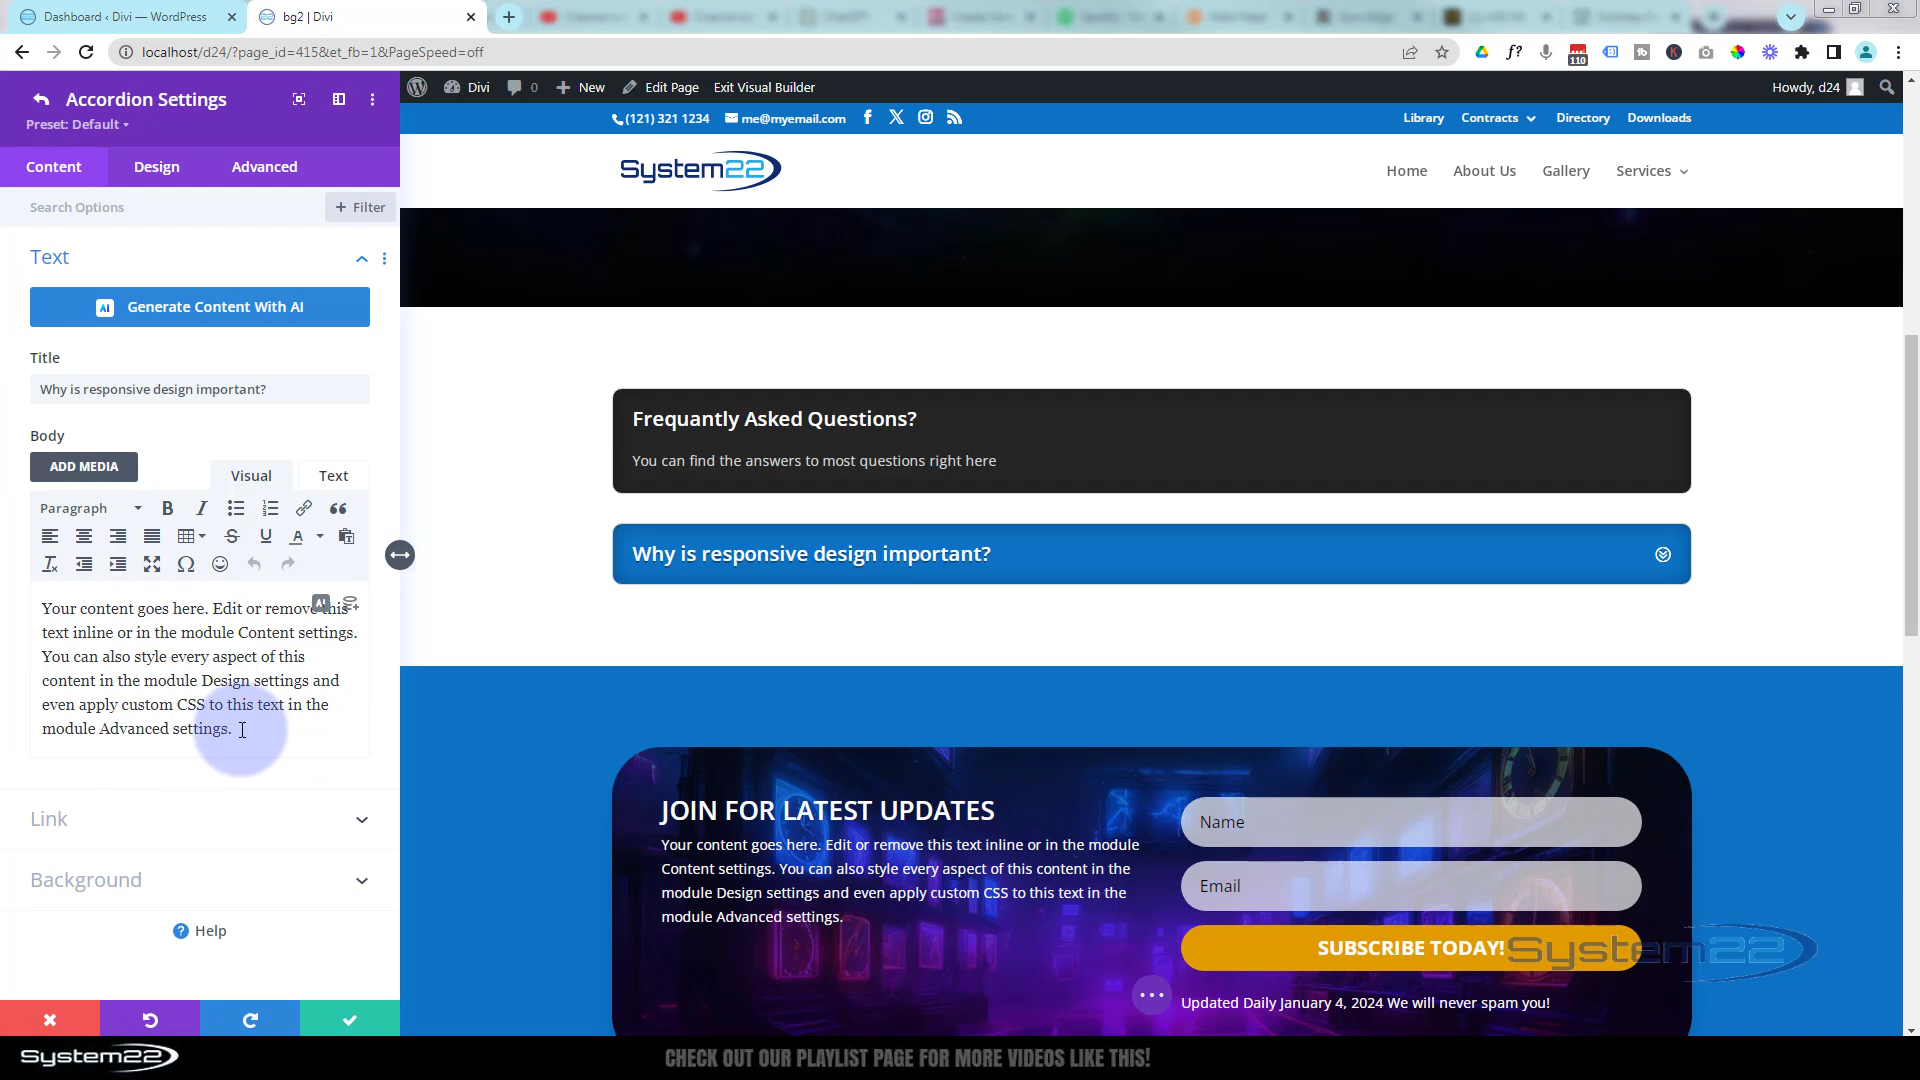 Dashboard ‹ Divi — WordPress
bg2 | Divi
localhost/d24/?page_id=415&et_fb=1&PageSpeed=off
110
Accordion Settings
Preset: Default
Content Design Advanced
Search Options
+ Filter
Text
AI Generate Content With AI
Title
Why is responsive design important?
Body
ADD MEDIA
Visual Text
Paragraph
Your content goes here. Edit or remove this
text inline or in the module Content settings.
You can also style every aspect of this
content in the module Design settings and
even apply custom CSS to this text in the
module Advanced settings.
AI
Link
Background
Help
Divi 0 New Edit Page Exit Visual Builder Howdy, d24
(121) 321 1234 me@myemail.com
Library Contracts Directory Downloads
System22
Home About Us Gallery Services
Frequantly Asked Questions?
You can find the answers to most questions right here
Why is responsive design important?
JOIN FOR LATEST UPDATES
Your content goes here. Edit or remove this text inline or in the module
Content settings. You can also style every aspect of this content in the
module Design settings and even apply custom CSS to this text in the
module Advanced settings.
Name
Email
SUBSCRIBE TODAY!
Updated Daily January 4, 2024 We will never spam you!
System22
System22
CHECK OUT OUR PLAYLIST PAGE FOR MORE VIDEOS LIKE THIS!